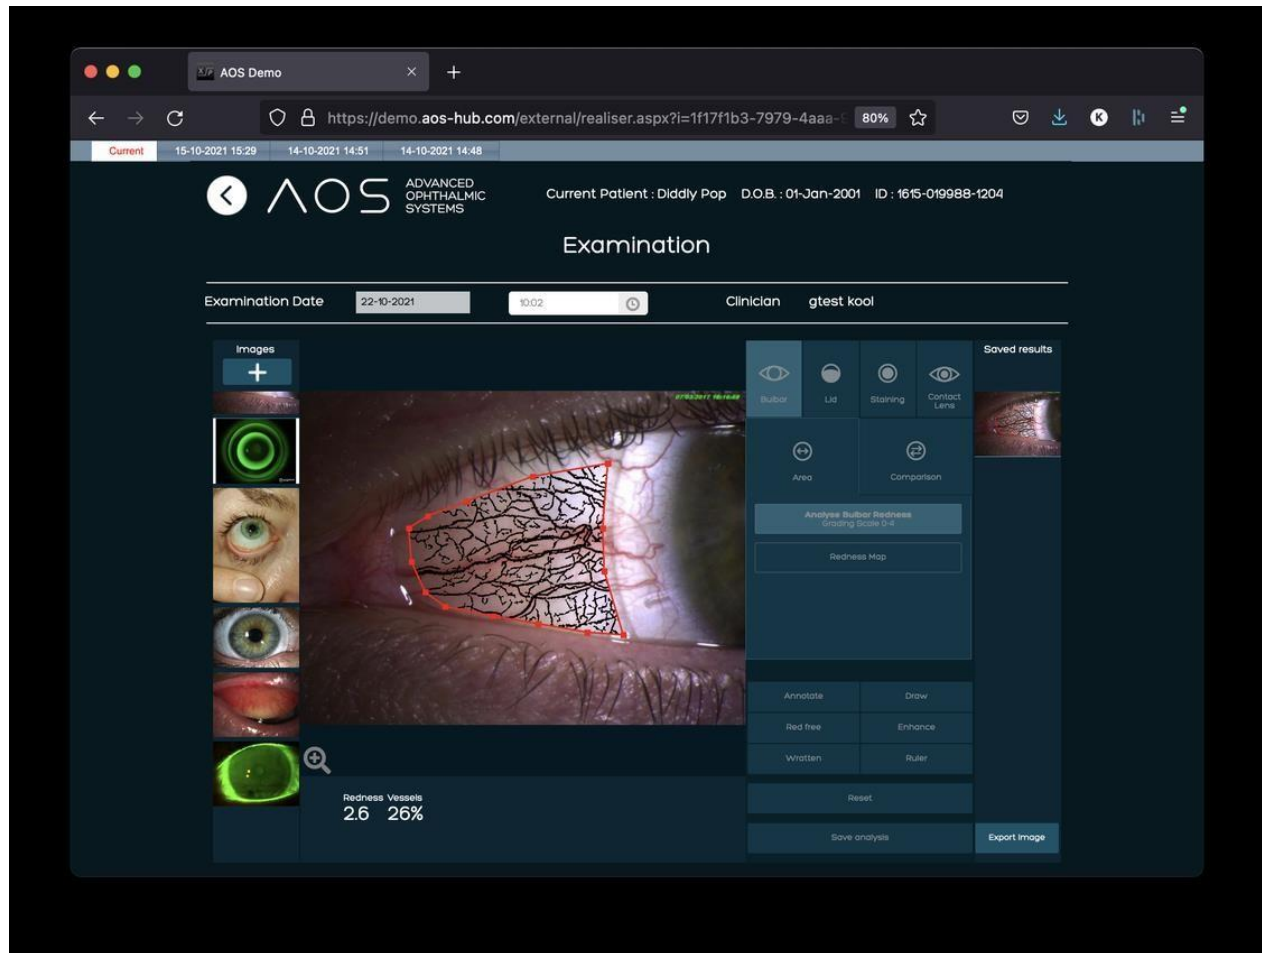 AOS Demo
https://demo.aos-hub.com/external/realiser.aspx?i=1f17f1b3-7979-4aaa-
80%
K
Current 15-10-2021 15:29 14-10-2021 14:51 14-10-2021 14:48
AOS ADVANCED
OPHTHALMIC
SYSTEMS
Current Patient : Diddly Pop D.O.B. : 01-Jan-2001 ID : 1615-019988-1204
Examination
Examination Date 22-10-2021 10:02 Clinician gtest kool
Images
Saved results
Bulbar Lid Staining Contact
Lens
Area Comparison
Analyse Bulbar Redness
Grading Scale 0-4
Redness Map
Annotate Draw
Red free Enhance
Wratten Ruler
Reset
Save analysis
Export Image
Redness Vessels
2.6 26%